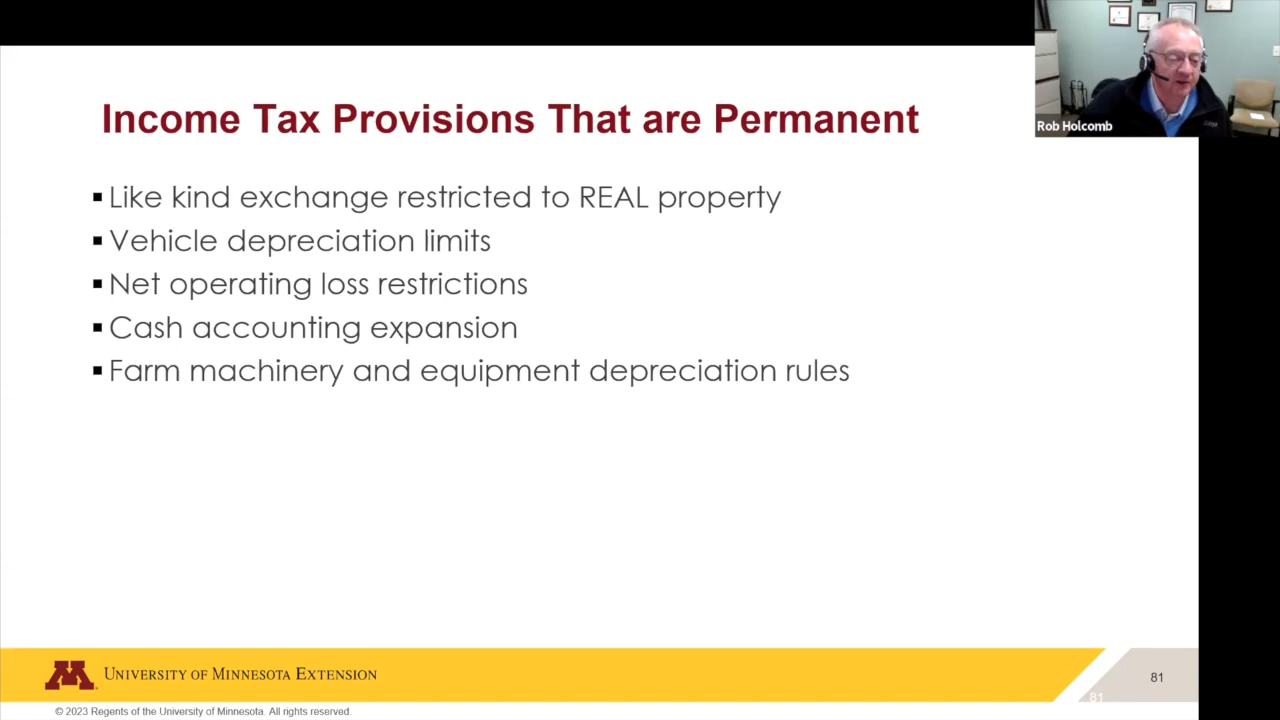 Income Tax Provisions That are Permanent
Rob Holcomb
Like kind exchange restricted to REAL property
Vehicle depreciation limits
Net operating loss restrictions
Cash accounting expansion
Farm machinery and equipment depreciation rules
M
UNIVERSITY OF MINNESOTA EXTENSION
81
81
© 2023 Regents of the University of Minnesota. All rights reserved.